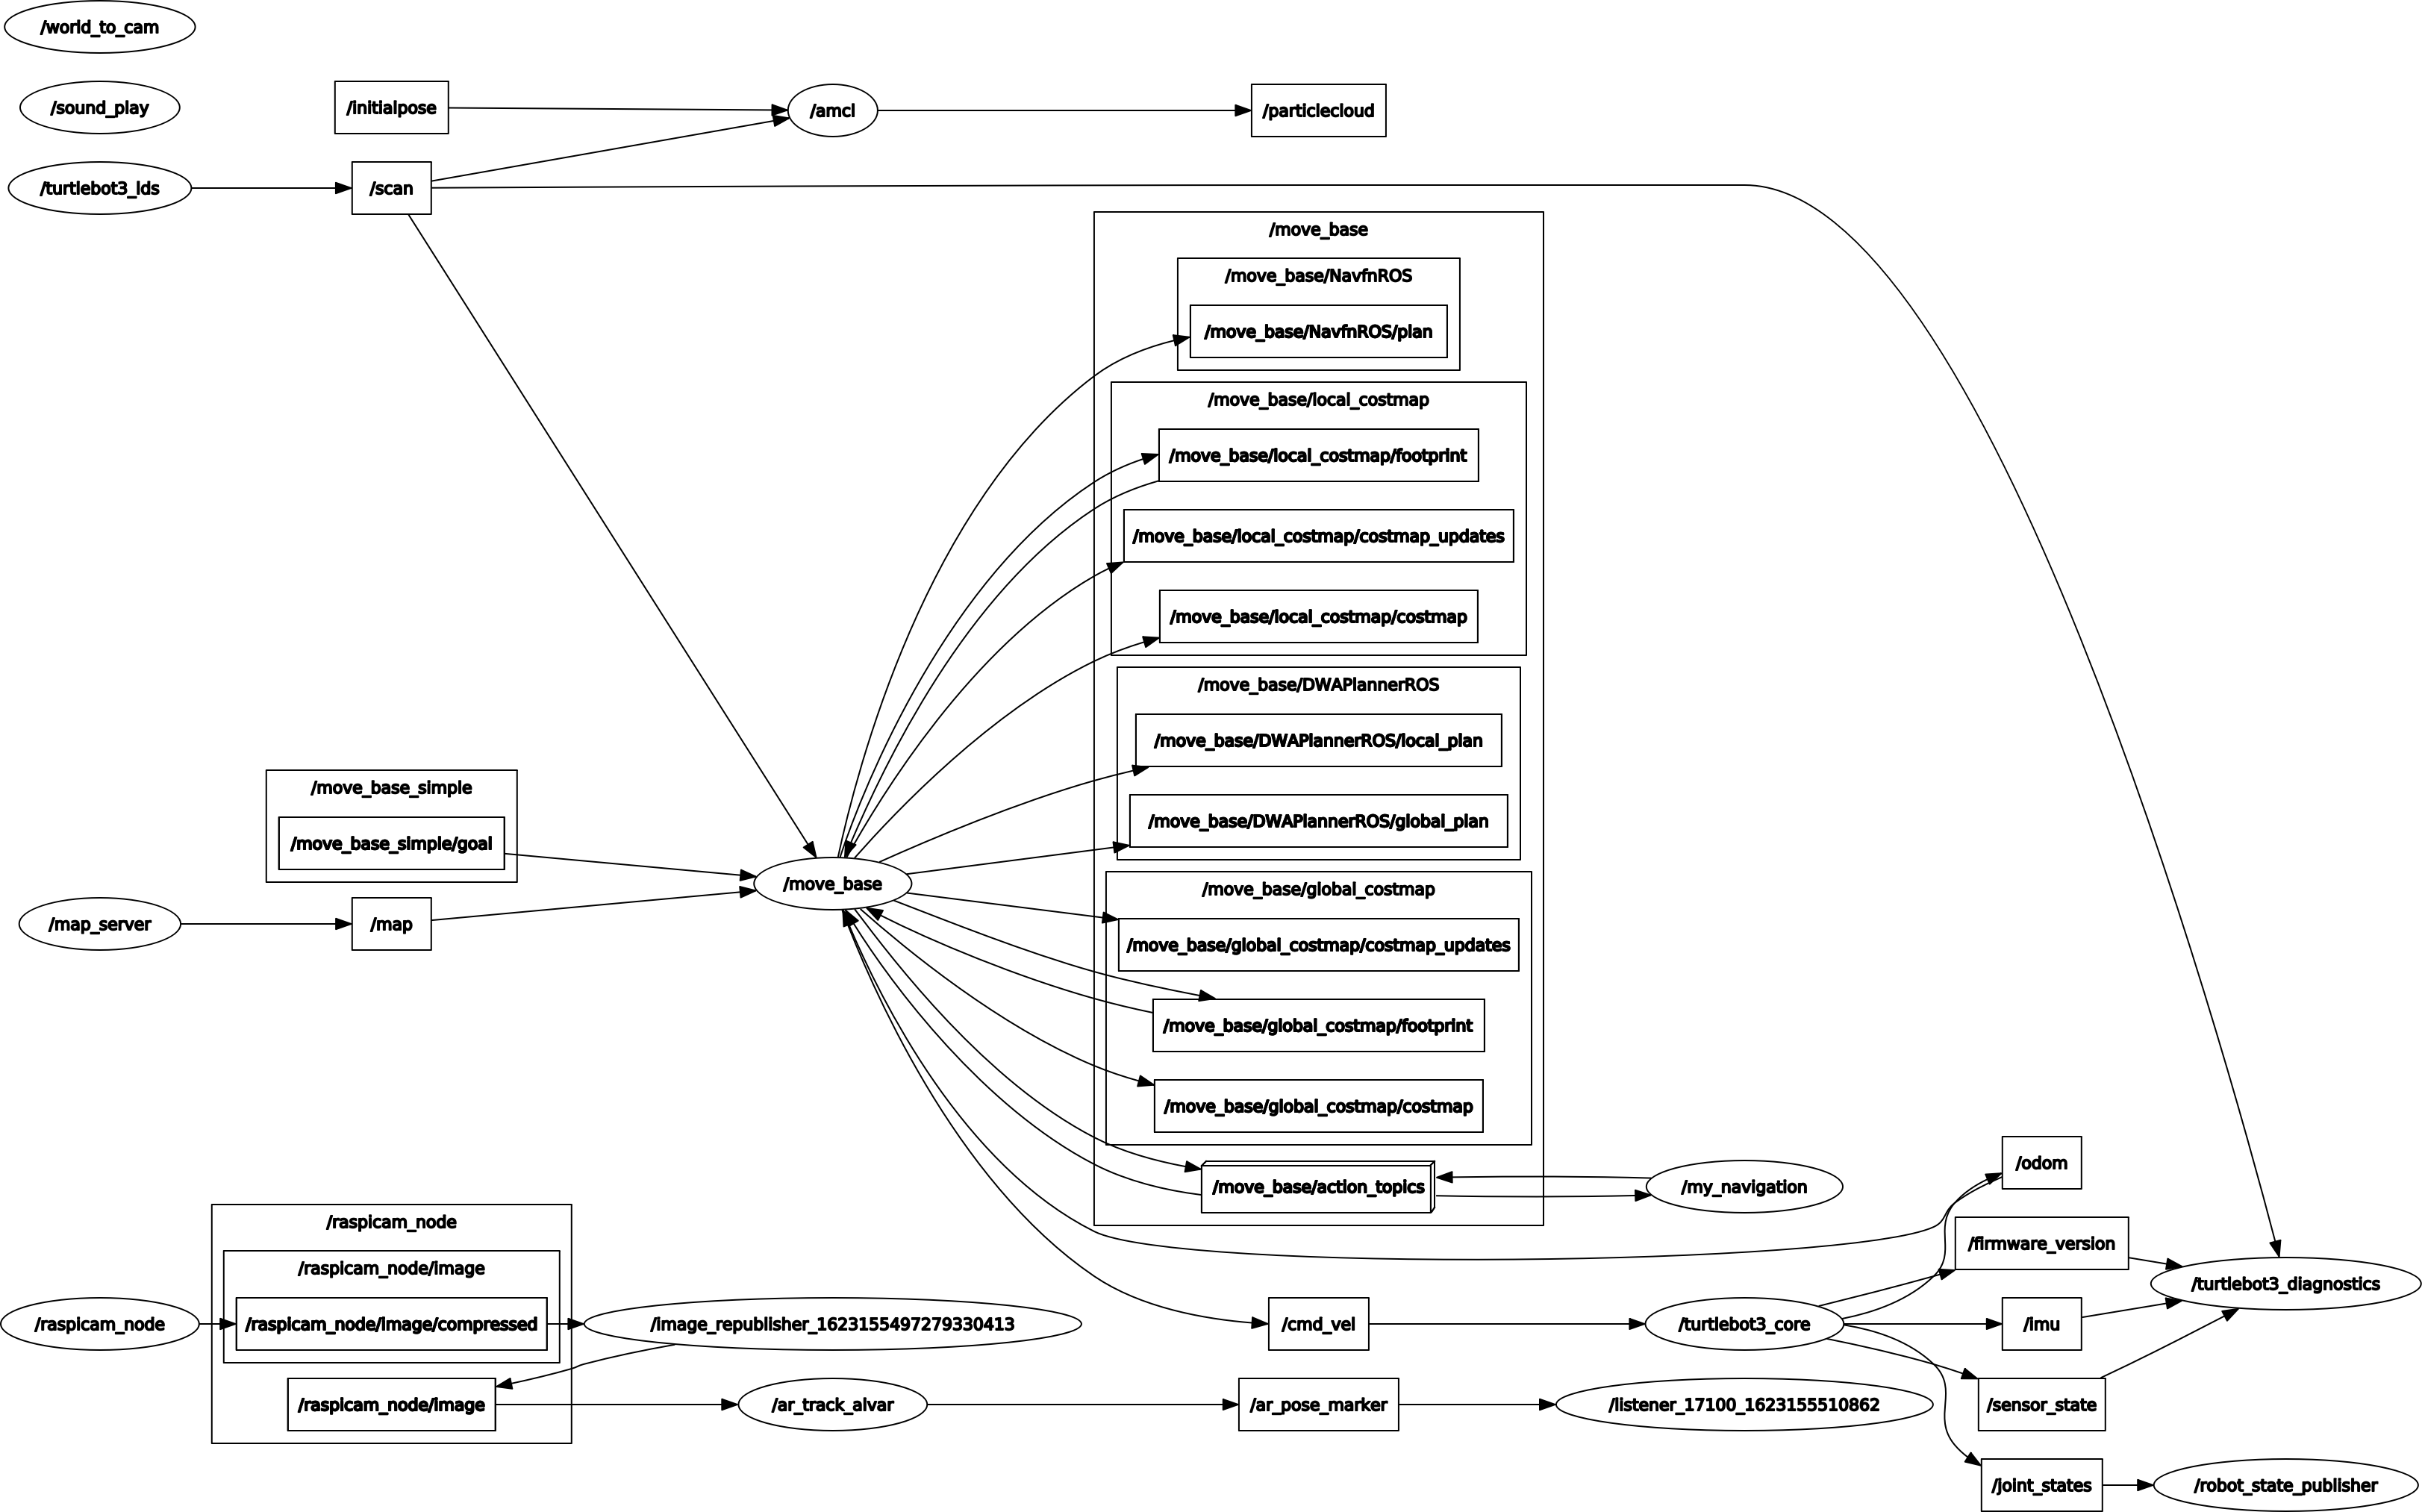 /world_to_cam
/sound_play
/initialpose
/amcl
/particlecloud
/turtlebot3_lds
/scan
/move_base
/move_base/NavfnROS
/move_base/NavfnROS/plan
/move_base/local_costmap
/move_base/local_costmap/footprint
/move_base/local_costmap/costmap_updates
/move_base/local_costmap/costmap
/move_base/DWAPlannerROS
/move_base/DWAPlannerROS/local_plan
/move_base/DWAPlannerROS/global_plan
/move_base_simple
/move_base_simple/goal
/move_base
/map_server
/map
/move_base/global_costmap
/move_base/global_costmap/costmap_updates
/move_base/global_costmap/footprint
/move_base/global_costmap/costmap
/move_base/action_topics
/my_navigation
/odom
/firmware_version
/turtlebot3_diagnostics
/raspicam_node
/raspicam_node/image
/raspicam_node
/raspicam_node/image/compressed
/image_republisher_1623155497279330413
/cmd_vel
/turtlebot3_core
/imu
/raspicam_node/image
/ar_track_alvar
/ar_pose_marker
/listener_17100_1623155510862
/sensor_state
/joint_states
/robot_state_publisher